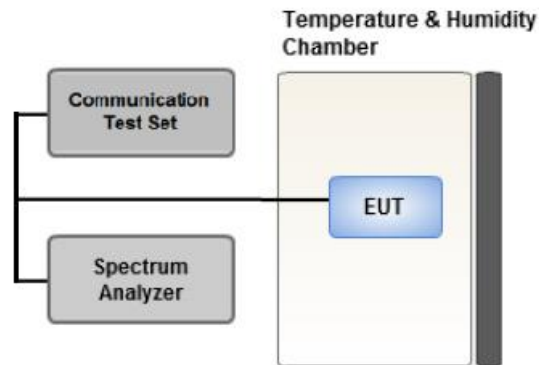 Temperature & Humidity
Chamber
Communication
Test Set
EUT
Spectrum
Analyzer